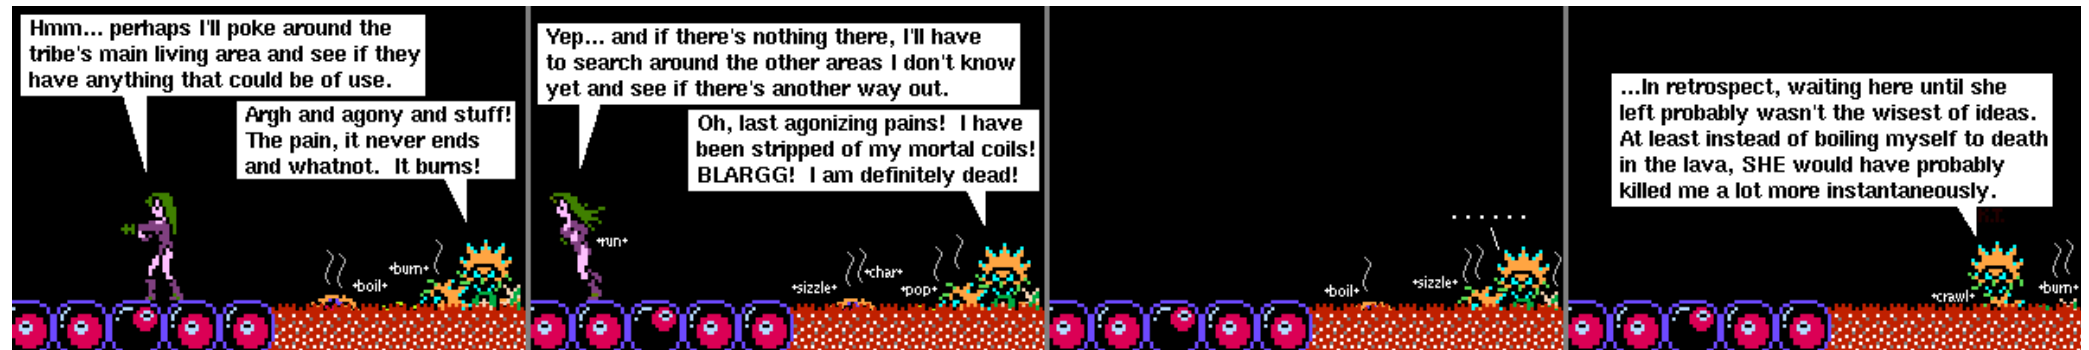 Hmm... perhaps I'll poke around the
tribe's main living area and see if they
have anything that could be of use.
Argh and agony and stuff!
The pain, it never ends
and whatnot.  It burns!
*burn*
*boil*
Yep... and if there's nothing there, I'll have
to search around the other areas I don't know
yet and see if there's another way out.
Oh, last agonizing pains!  I have
been stripped of my mortal coils!
BLARGG!  I am definitely dead!
*run*
*char*
*sizzle*
*pop*
. . . . . .
*sizzle*
*boil*
...In retrospect, waiting here until she
left probably wasn't the wisest of ideas.
At least instead of boiling myself to death
in the lava, SHE would have probably
killed me a lot more instantaneously.
*crawl*
*burn*